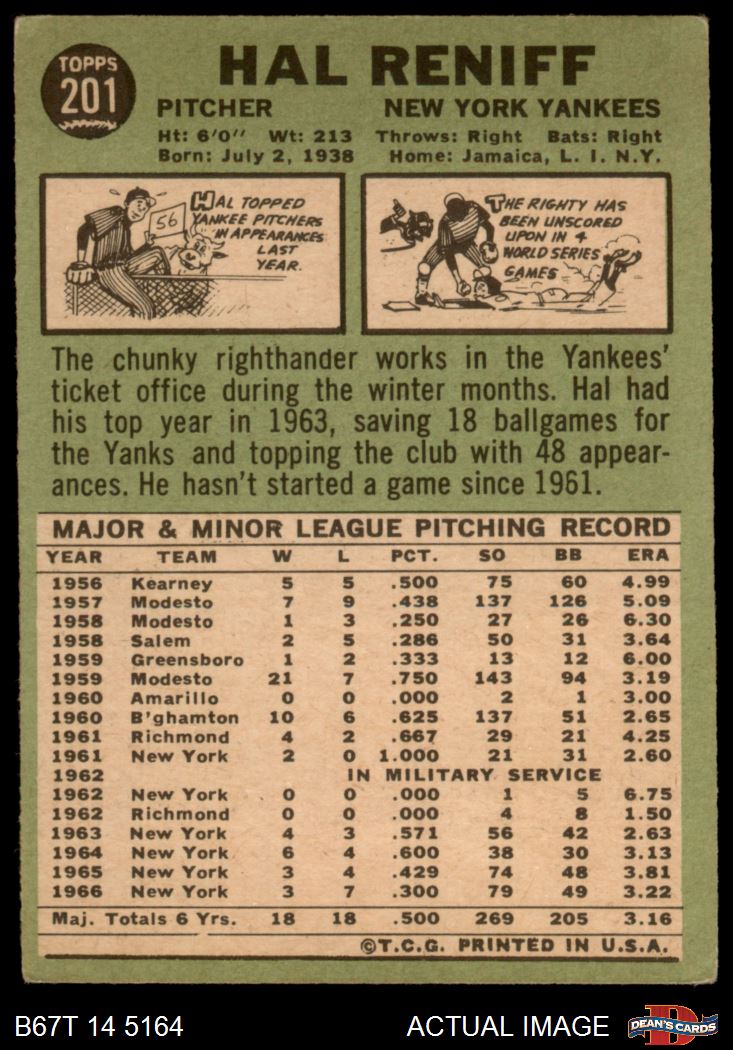 TOPPS
201
HAL RENIFF
PITCHER NEW YORK YANKEES
Ht: 6'0" Wt: 213 Throws: Right Bats: Right
Born: July 2, 1938 Home: Jamaica, L. I. N.Y.
56
HAL TOPPED
YANKEE PITCHERS
IN APPEARANCES
LAST
YEAR.
THE RIGHTY HAS
BEEN UNSCORED
UPON IN 4
WORLD SERIES
GAMES
The chunky righthander works in the Yankees'
ticket office during the winter months. Hal had
his top year in 1963, saving 18 ballgames for
the Yanks and topping the club with 48 appear-
ances. He hasn't started a game since 1961.
MAJOR & MINOR LEAGUE PITCHING RECORD
YEAR TEAM W L PCT. SO BB ERA
1956 Kearney 5 5 .500 75 60 4.99
1957 Modesto 7 9 .438 137 126 5.09
1958 Modesto 1 3 .250 27 26 6.30
1958 Salem 2 5 .286 50 31 3.64
1959 Greensboro 1 2 .333 13 12 6.00
1959 Modesto 21 7 .750 143 94 3.19
1960 Amarillo 0 0 .000 2 1 3.00
1960 B'ghamton 10 6 .625 137 51 2.65
1961 Richmond 4 2 .667 29 21 4.25
1961 New York 2 0 1.000 21 31 2.60
1962 IN MILITARY SERVICE
1962 New York 0 0 .000 1 5 6.75
1962 Richmond 0 0 .000 4 8 1.50
1963 New York 4 3 .571 56 42 2.63
1964 New York 6 4 .600 38 30 3.13
1965 New York 3 4 .429 74 48 3.81
1966 New York 3 7 .300 79 49 3.22
Maj. Totals 6 Yrs. 18 18 .500 269 205 3.16
©T.C.G. PRINTED IN U.S.A.
B67T 14 5164 ACTUAL IMAGE DEAN'S CARDS